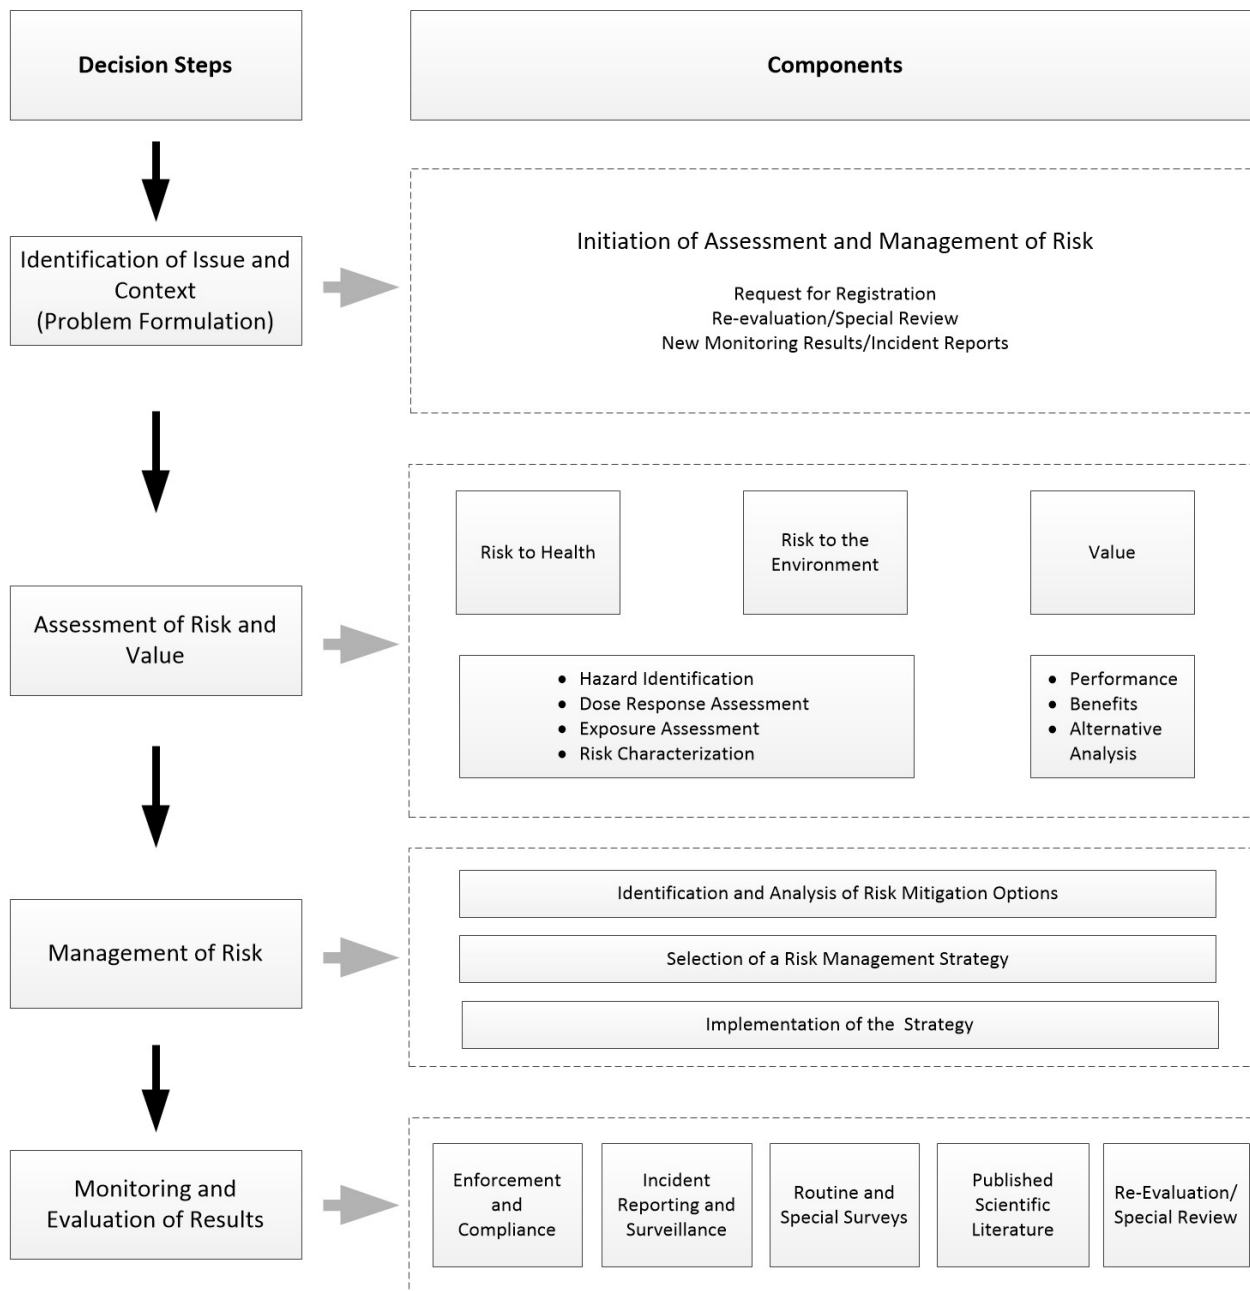 Decision Steps
Components
Identification of Issue and
Context
(Problem Formulation)
Initiation of Assessment and Management of Risk
Request for Registration
Re-evaluation/Special Review
New Monitoring Results/Incident Reports
Assessment of Risk and
Value
Risk to Health
Risk to the
Environment
Value
• Hazard Identification
• Dose Response Assessment
• Exposure Assessment
• Risk Characterization
• Performance
• Benefits
• Alternative
Analysis
Management of Risk
Identification and Analysis of Risk Mitigation Options
Selection of a Risk Management Strategy
Implementation of the Strategy
Monitoring and
Evaluation of Results
Enforcement
and
Compliance
Incident
Reporting and
Surveillance
Routine and
Special Surveys
Published
Scientific
Literature
Re-Evaluation/
Special Review